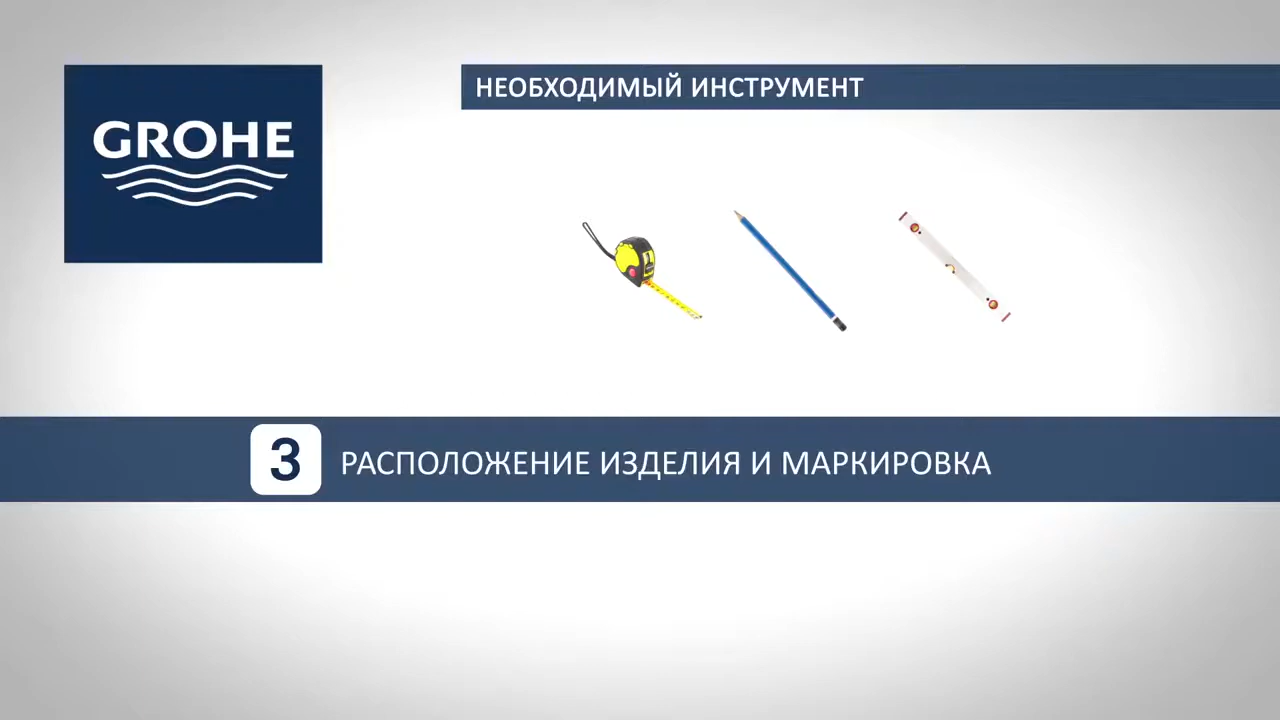 GROHE
НЕОБХОДИМЫЙ ИНСТРУМЕНТ
3 РАСПОЛОЖЕНИЕ ИЗДЕЛИЯ И МАРКИРОВКА